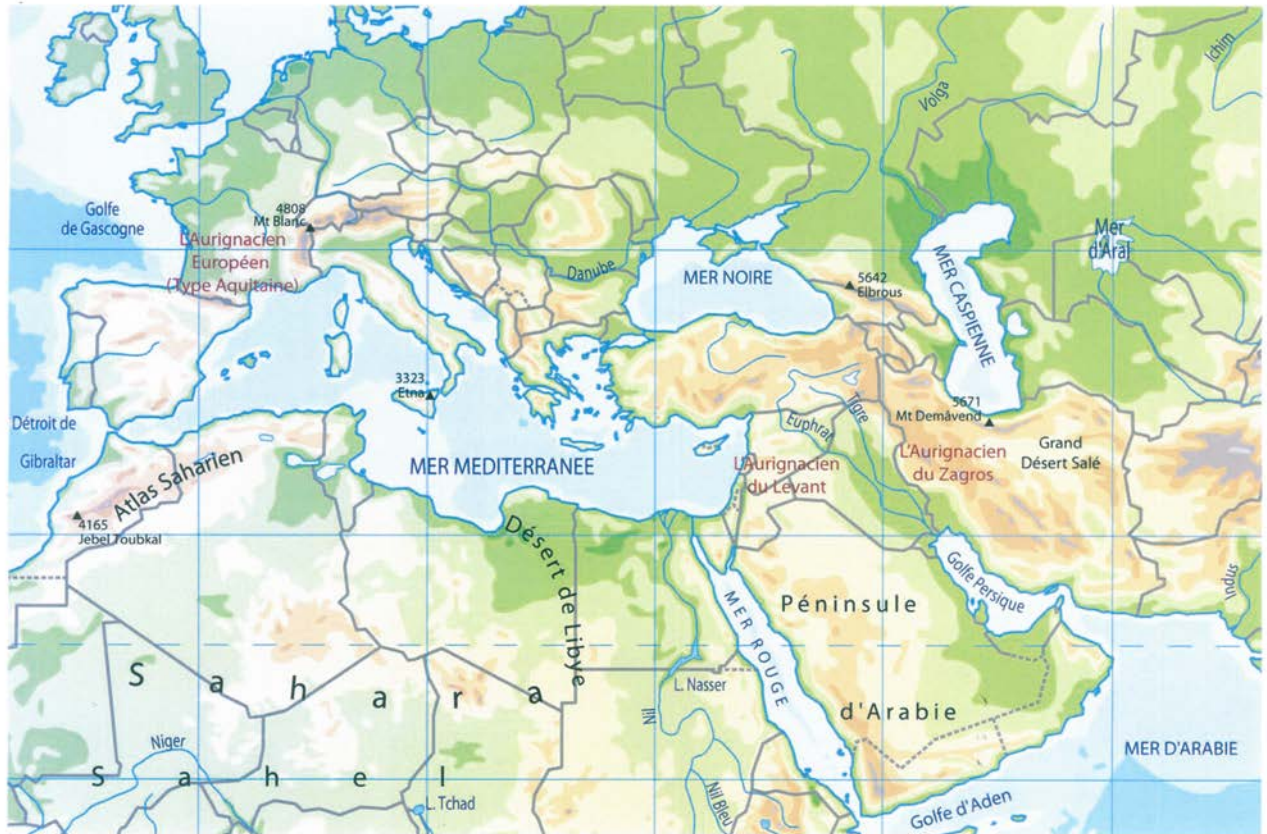 Ichim
Volga
Golfe
de Gascogne
4808
Mt Blanc
L'Aurignacien
Européen
(Type Aquitaine)
Danube
MER NOIRE
5642
Elbrous
MER CASPIENNE
Mer
d'Aral
Détroit de
Gibraltar
3323
Etna
Atlas Saharien
4165
Jebel Toubkal
MER MEDITERRANEE
Euphrat
Tigre
L'Aurignacien
du Levant
5671
Mt Demâvend
L'Aurignacien
du Zagros
Grand
Désert Salé
Désert de Libye
Golfe Persique
Indus
Péninsule
d'Arabie
MER ROUGE
Sahara
L. Nasser
Nil
Niger
Sahel
L. Tchad
Nil Bleu
MER D'ARABIE
Golfe d'Aden